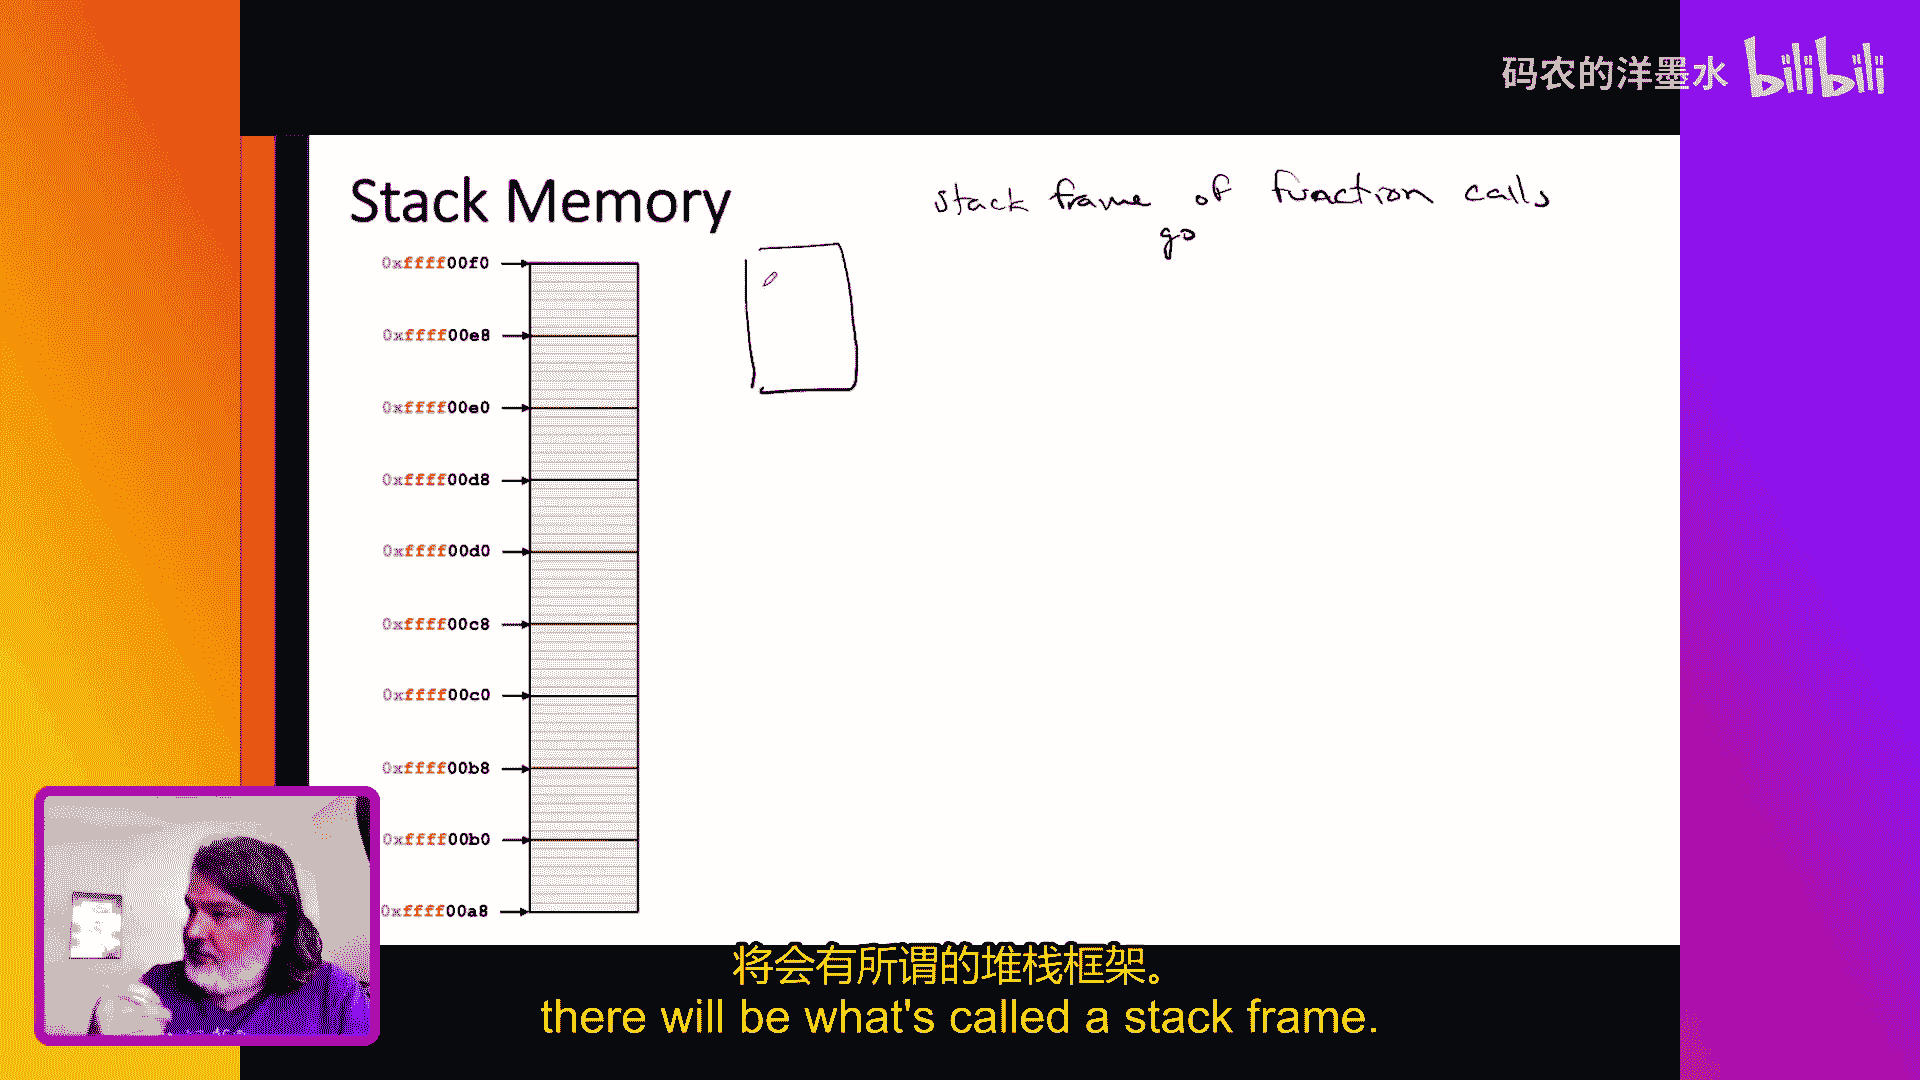 码农的洋墨水 bilibili
Stack Memory
stack frame of function calls
go
0xffff00f0
0xffff00e8
0xffff00e0
0xffff00d8
0xffff00d0
0xffff00c8
0xffff00c0
0xffff00b8
0xffff00b0
0xffff00a8
将会有所谓的堆栈框架。
there will be what's called a stack frame.